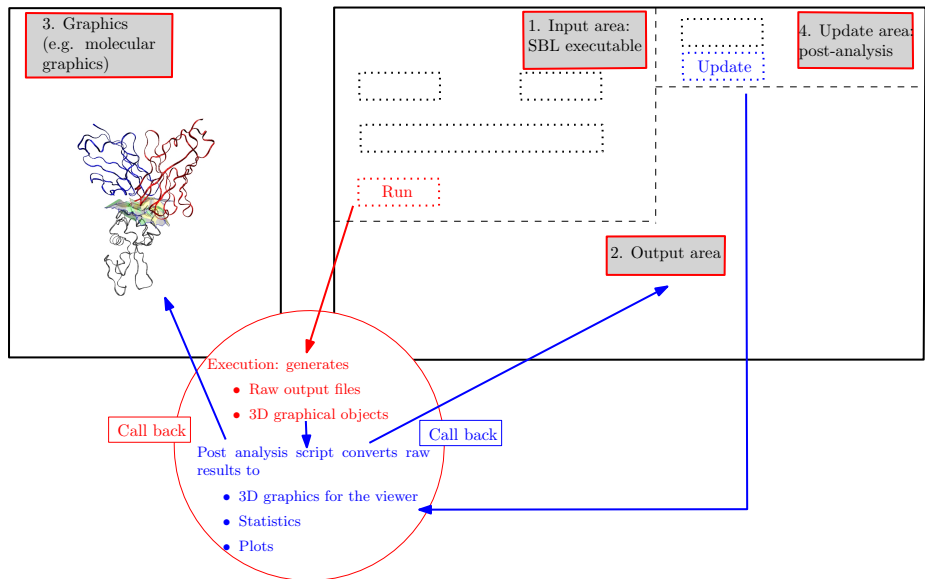 3. Graphics
(e.g. molecular
graphics)
1. Input area:
SBL executable
4. Update area:
post-analysis
Update
Run
2. Output area
Execution: generates
• Raw output files
• 3D graphical objects
Call back
Call back
Post analysis script converts raw
results to
• 3D graphics for the viewer
• Statistics
• Plots